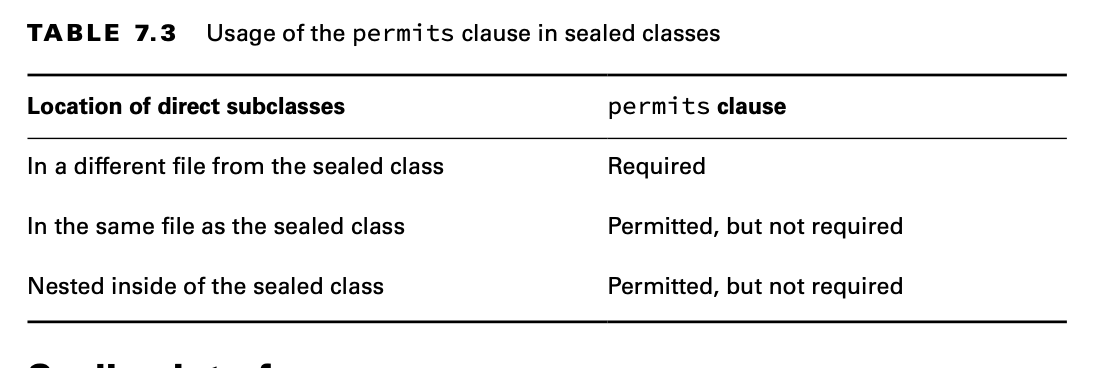 TABLE 7.3 Usage of the permits clause in sealed classes
Location of direct subclasses permits clause
In a different file from the sealed class Required
In the same file as the sealed class Permitted, but not required
Nested inside of the sealed class Permitted, but not required